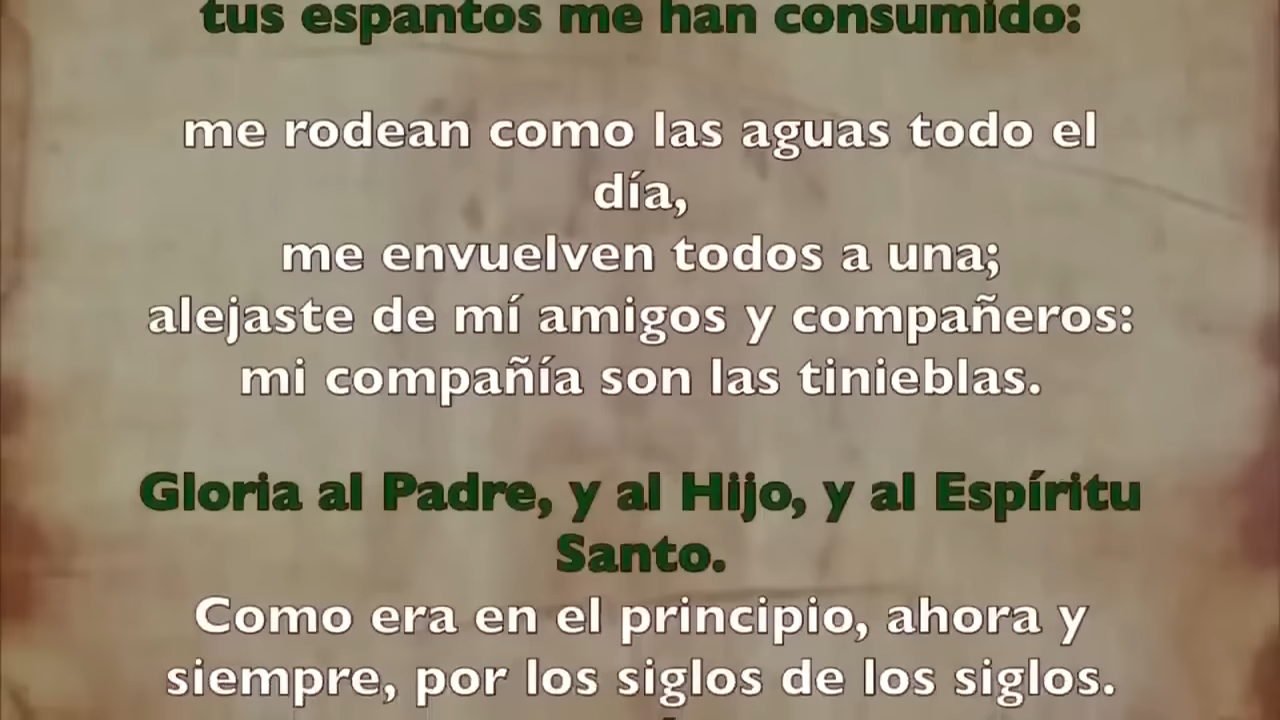 tus espantos me han consumido:
me rodean como las aguas todo el
día,
me envuelven todos a una;
alejaste de mí amigos y compañeros:
mi compañía son las tinieblas.
Gloria al Padre, y al Hijo, y al Espíritu
Santo.
Como era en el principio, ahora y
siempre, por los siglos de los siglos.